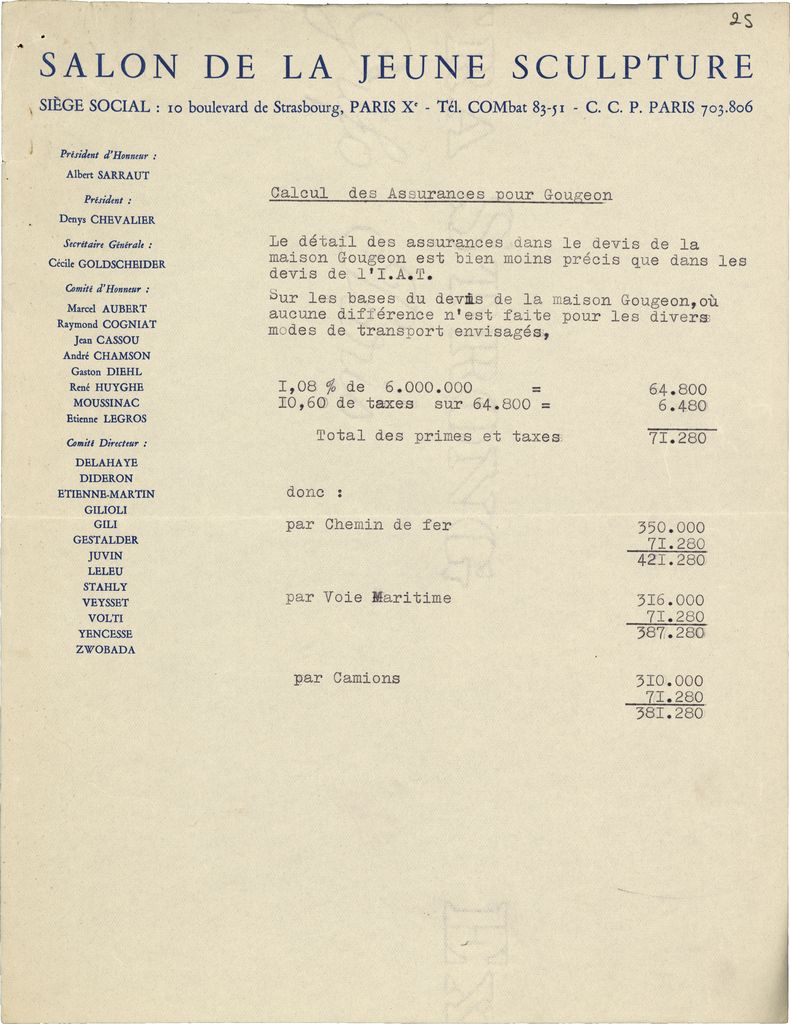 25
SALON DE LA JEUNE SCULPTURE
SIÈGE SOCIAL : 10 boulevard de Strasbourg, PARIS Xe - Tél. COMbat 83-51 - C. C. P. PARIS 703.806
Président d'Honneur :
Albert SARRAUT
Président :
Denys CHEVALIER
Secrétaire Générale :
Cécile GOLDSCHEIDER
Comité d'Honneur :
Marcel AUBERT
Raymond COGNIAT
Jean CASSOU
André CHAMSON
Gaston DIEHL
René HUYGHE
MOUSSINAC
Etienne LEGROS
Comité Directeur :
DELAHAYE
DIDERON
ETIENNE-MARTIN
GILIOLI
GILI
GESTALDER
JUVIN
LELEU
STAHLY
VEYSSET
VOLTI
YENCESSE
ZWOBADA
Calcul des Assurances pour Gougeon
Le détail des assurances dans le devis de la
maison Gougeon est bien moins précis que dans les
devis de l'I.A.T.
Sur les bases du devis de la maison Gougeon,où
aucune différence n'est faite pour les divers
modes de transport envisagés,
I,08 % de 6.000.000 = 64.800
I0,60 de taxes sur 64.800 = 6.480
Total des primes et taxes 7I.280
donc :
par Chemin de fer 350.000
7I.280
42I.280
par Voie Maritime 3I6.000
7I.280
387.280
par Camions 3I0.000
7I.280
38I.280